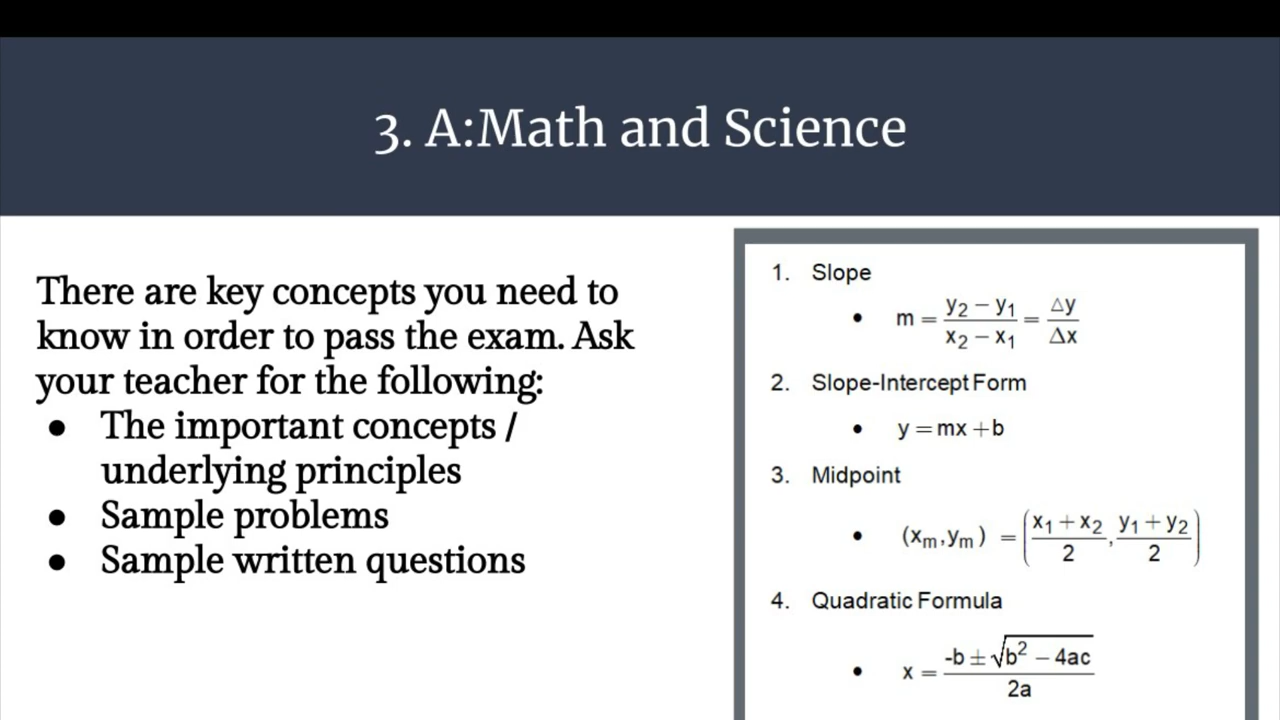 3. A:Math and Science
There are key concepts you need to
know in order to pass the exam. Ask
your teacher for the following:
● The important concepts /
underlying principles
● Sample problems
● Sample written questions
1. Slope
• m = (y₂ − y₁)/(x₂ − x₁) = Δy/Δx
2. Slope-Intercept Form
• y = mx + b
3. Midpoint
• (xₘ, yₘ) = ((x₁ + x₂)/2, (y₁ + y₂)/2)
4. Quadratic Formula
• x = (-b ± √(b² − 4ac))/(2a)